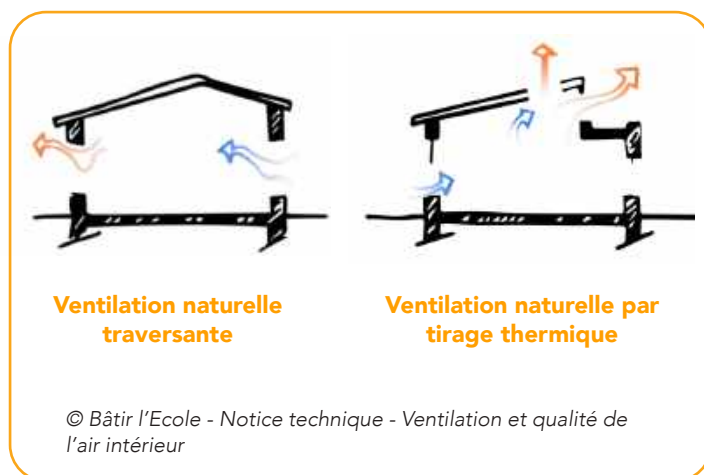 Ventilation naturelle
traversante
Ventilation naturelle par
tirage thermique
© Bâtir l'Ecole - Notice technique - Ventilation et qualité de
l'air intérieur